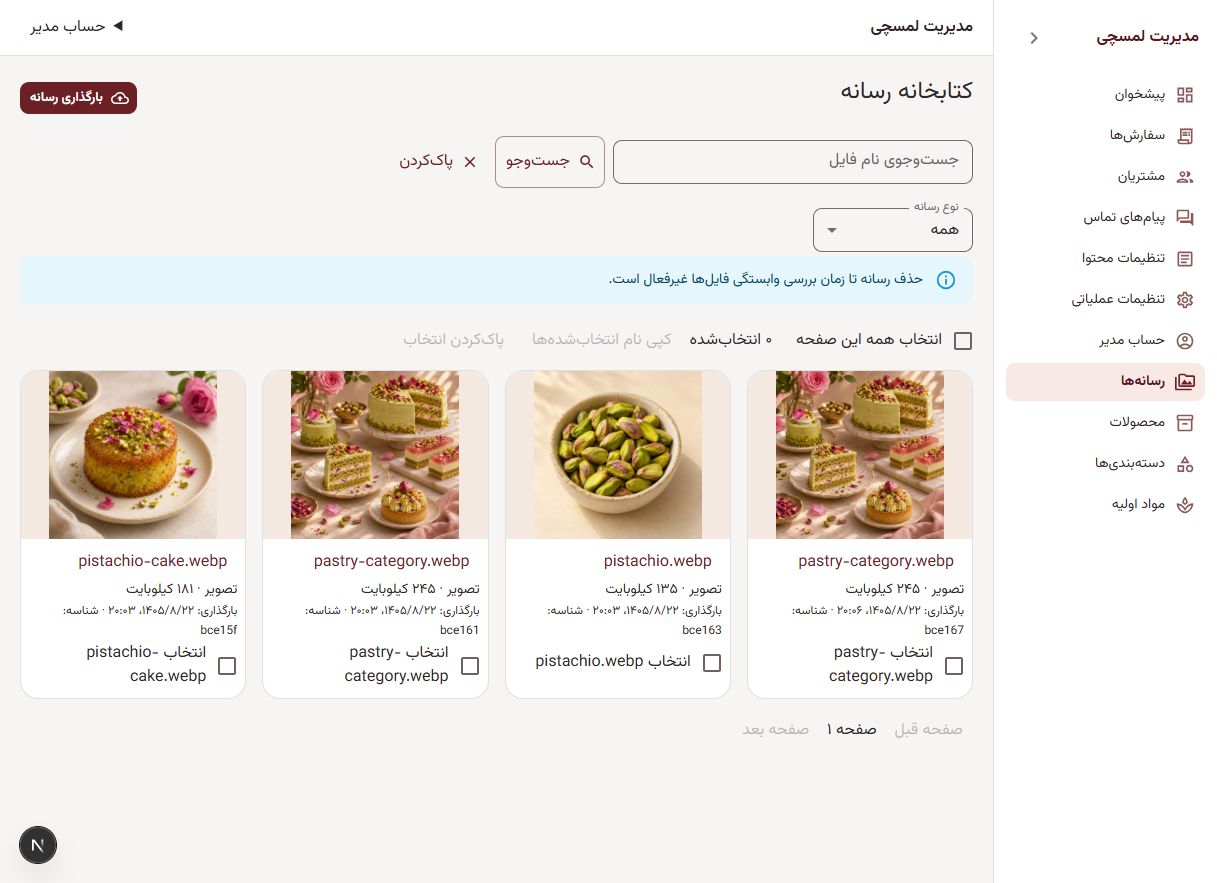 مدیریت لمسچی
پیشخوان
سفارش‌ها
مشتریان
پیام‌های تماس
تنظیمات محتوا
تنظیمات عملیاتی
حساب مدیر
رسانه‌ها
محصولات
دسته‌بندی‌ها
مواد اولیه
مدیریت لمسچی
حساب مدیر
کتابخانه رسانه
بارگذاری رسانه
جست‌وجوی نام فایل
جست‌وجو
پاک‌کردن
نوع رسانه
همه
حذف رسانه تا زمان بررسی وابستگی فایل‌ها غیرفعال است.
انتخاب همه این صفحه
۰ انتخاب‌شده
کپی نام انتخاب‌شده‌ها
پاک‌کردن انتخاب
pastry-category.webp
تصویر · ۲۴۵ کیلوبایت
بارگذاری: ۱۴۰۵/۸/۲۲، ۲۰:۰۶ · شناسه:
bce167
انتخاب pastry-
category.webp
pistachio.webp
تصویر · ۱۳۵ کیلوبایت
بارگذاری: ۱۴۰۵/۸/۲۲، ۲۰:۰۳ · شناسه:
bce163
انتخاب pistachio.webp
pastry-category.webp
تصویر · ۲۴۵ کیلوبایت
بارگذاری: ۱۴۰۵/۸/۲۲، ۲۰:۰۳ · شناسه:
bce161
انتخاب pastry-
category.webp
pistachio-cake.webp
تصویر · ۱۸۱ کیلوبایت
بارگذاری: ۱۴۰۵/۸/۲۲، ۲۰:۰۳ · شناسه:
bce15f
انتخاب pistachio-
cake.webp
صفحه قبل
صفحه ۱
صفحه بعد
N